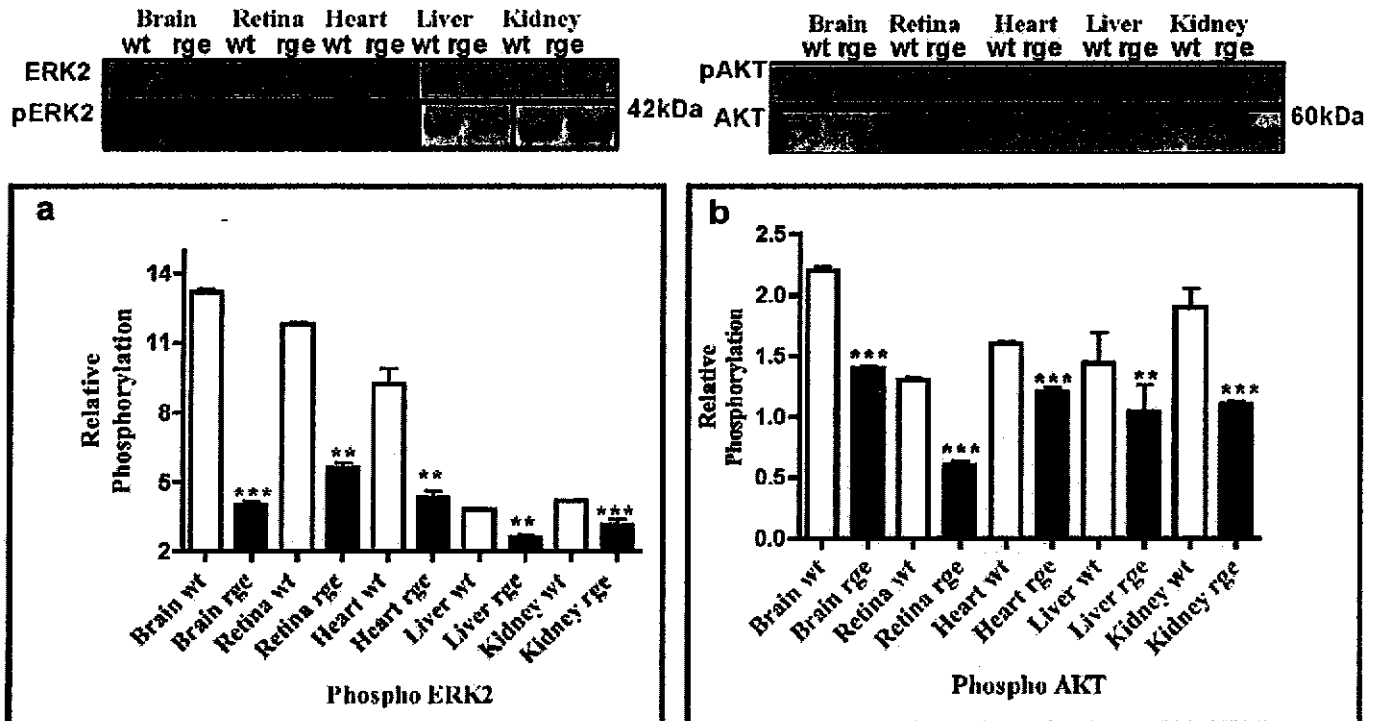 Brain Retina Heart Liver Kidney
wt rge wt rge wt rge wt rge wt rge
ERK2
pERK2
42kDa
Brain Retina Heart Liver Kidney
wt rge wt rge wt rge wt rge wt rge
pAKT
AKT
60kDa
a
14
11
8
5
2
Relative
Phosphorylation
***
**
**
**
***
Brain wt
Brain rge
Retina wt
Retina rge
Heart wt
Heart rge
Liver wt
Liver rge
Kidney wt
Kidney rge
Phospho ERK2
b
2.5
2.0
1.5
1.0
0.5
0.0
Relative
Phosphorylation
***
***
***
**
***
Brain wt
Brain rge
Retina wt
Retina rge
Heart wt
Heart rge
Liver wt
Liver rge
Kidney wt
Kidney rge
Phospho AKT